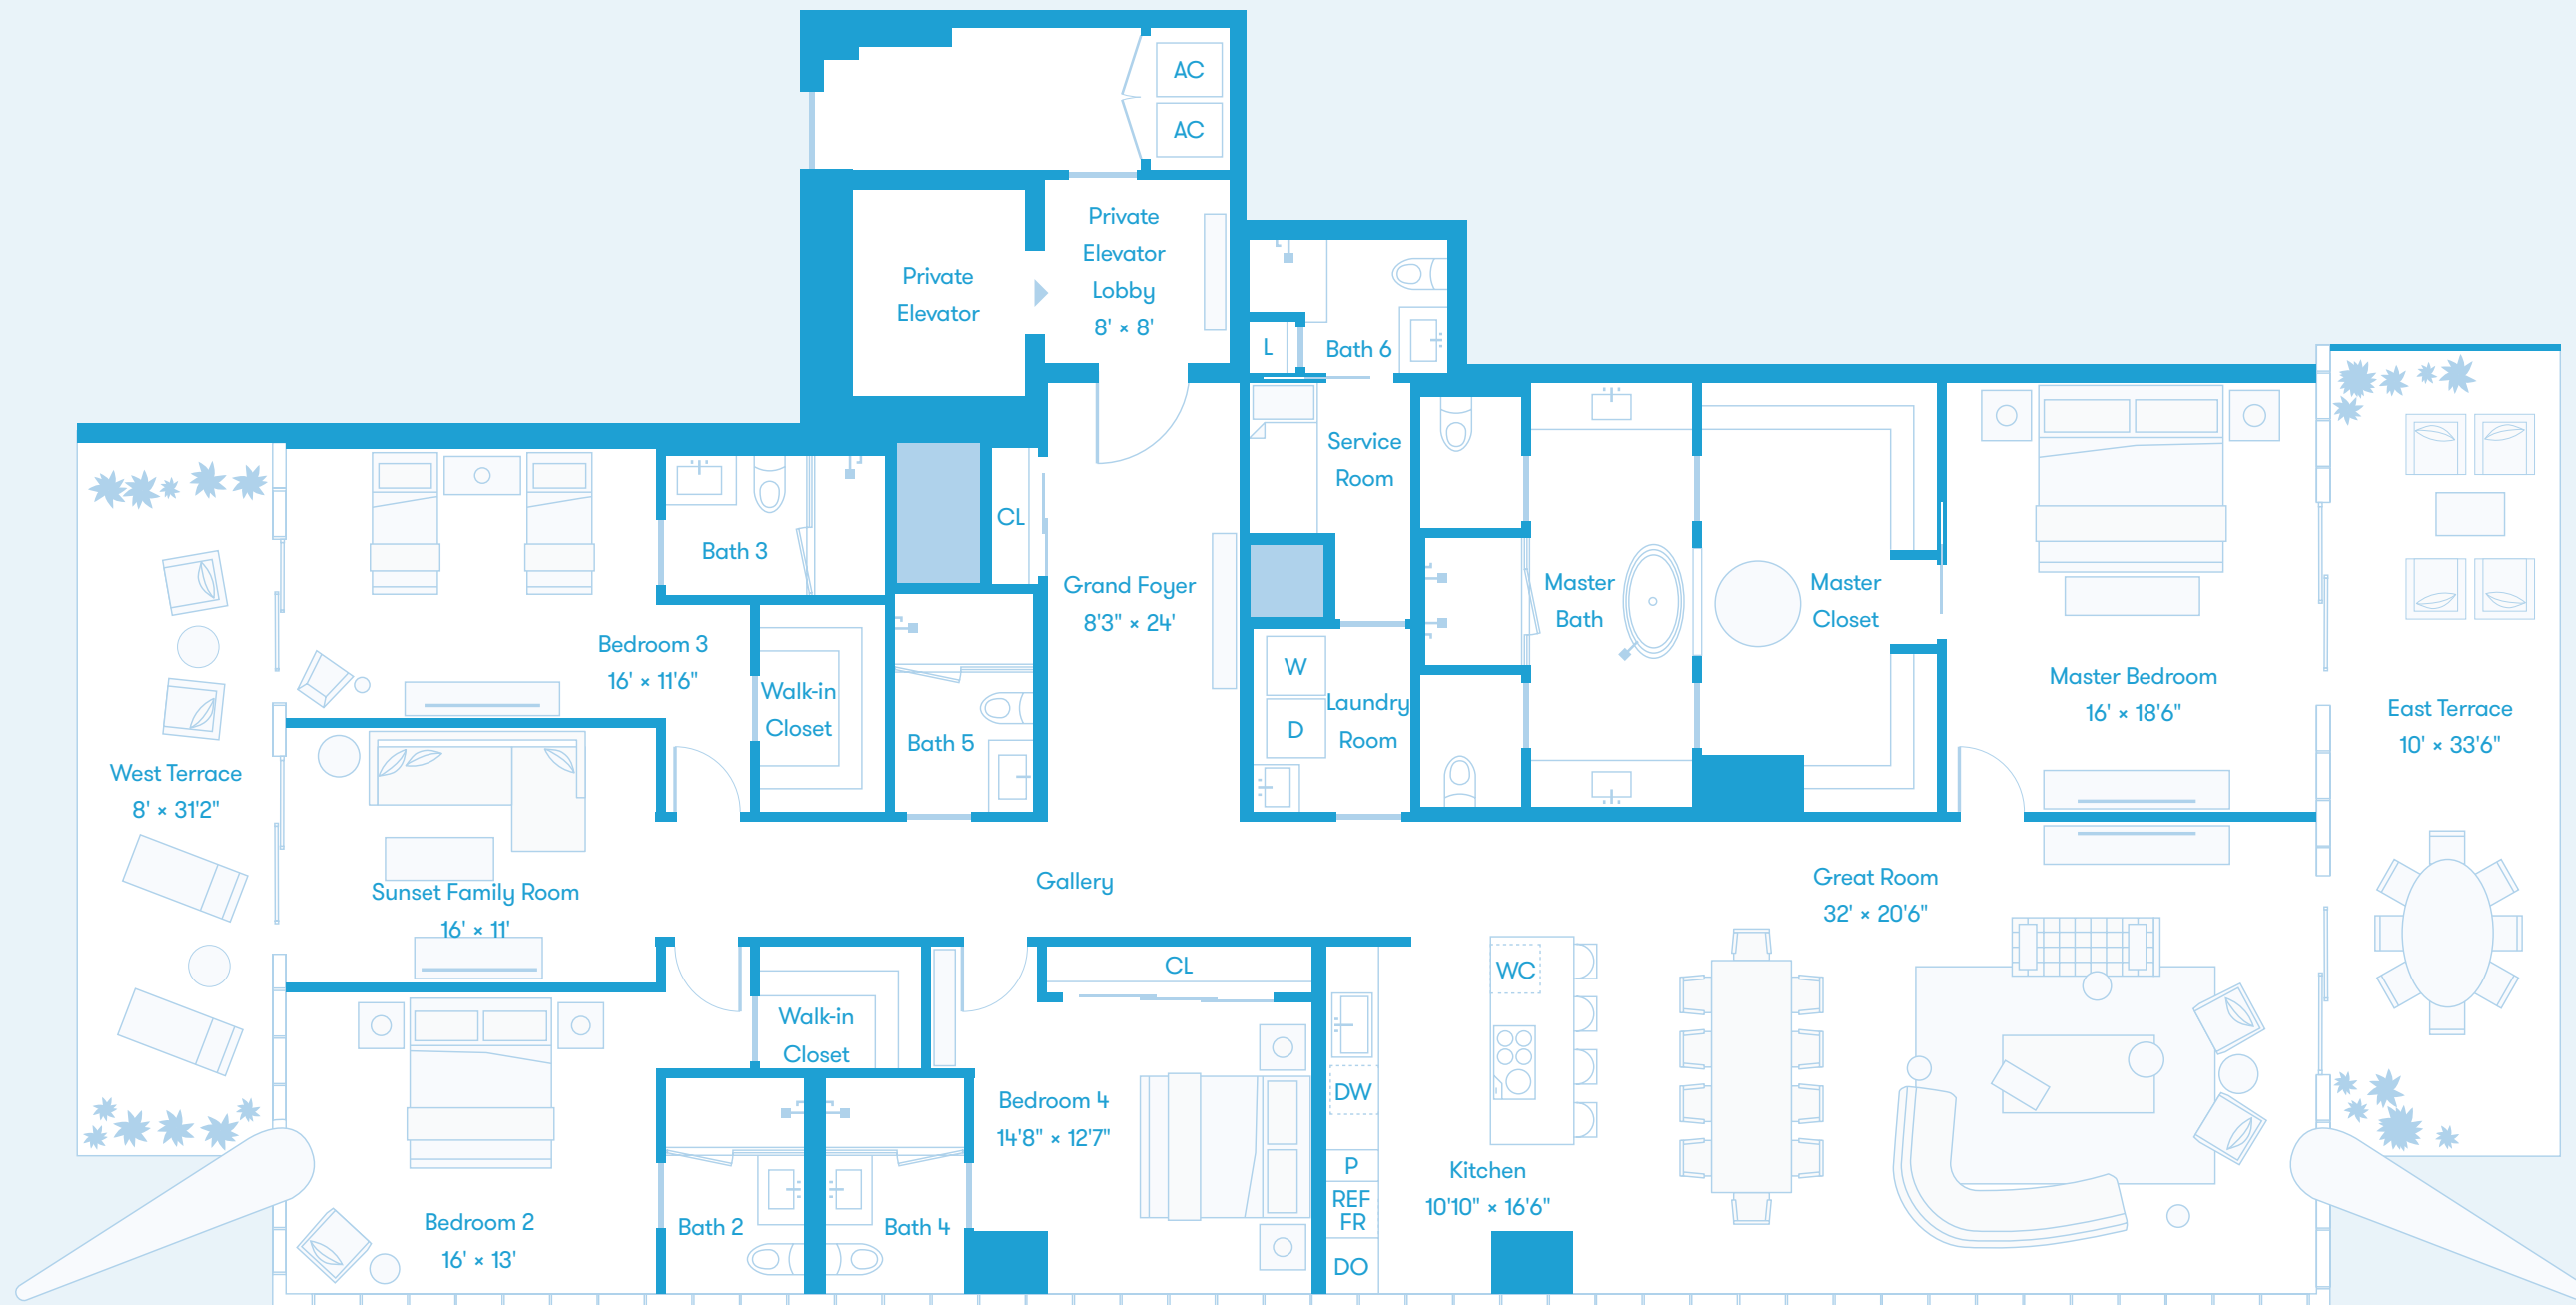 AC
AC
Private
Elevator
Lobby
8' × 8'
Private
Elevator
L
Bath 6
Service
Room
CL
Bath 3
Grand Foyer
8'3" × 24'
Master
Bath
Master
Closet
Bedroom 3
16' × 11'6"
Walk-in
Closet
Bath 5
W
D
Laundry
Room
Master Bedroom
16' × 18'6"
East Terrace
10' × 33'6"
West Terrace
8' × 31'2"
Sunset Family Room
16' × 11'
Gallery
Great Room
32' × 20'6"
CL
WC
Walk-in
Closet
DW
Bedroom 4
14'8" × 12'7"
P
REF
FR
DO
Kitchen
10'10" × 16'6"
Bedroom 2
16' × 13'
Bath 2
Bath 4